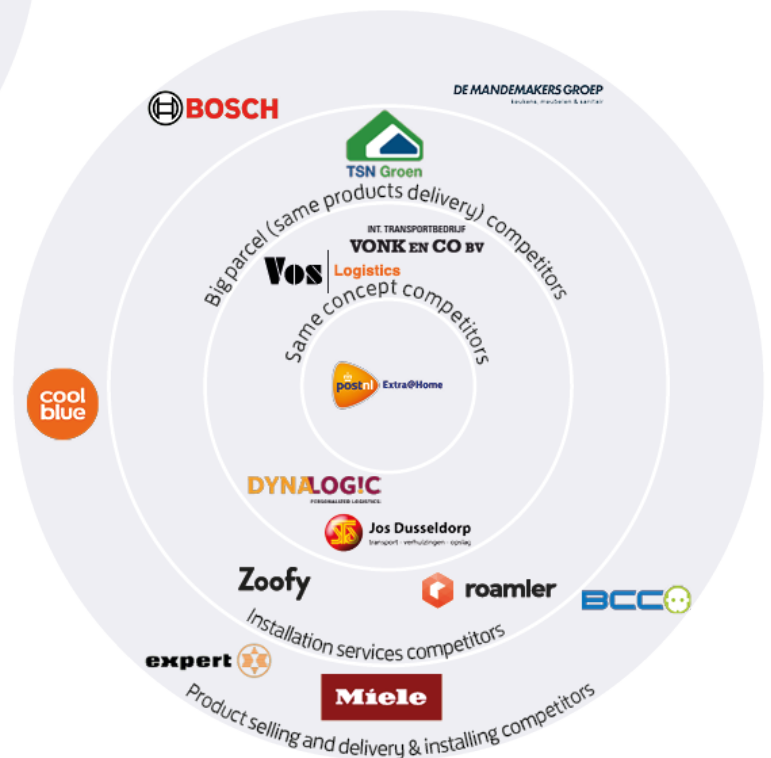 BOSCH
DE MANDEMAKERS GROEP
keukens, meubelen & sanitair
TSN Groen
Big parcel (same products delivery) competitors
INT. TRANSPORTBEDRIJF
VONK EN CO BV
Vos Logistics
Same concept competitors
postnl Extra@Home
cool
blue
DYNALOG!C
PERSONALIZED LOGISTICS
Jos Dusseldorp
transport - verhuizingen - opslag
Zoofy
roamler
BCC
Installation services competitors
expert
Miele
Product selling and delivery & installing competitors